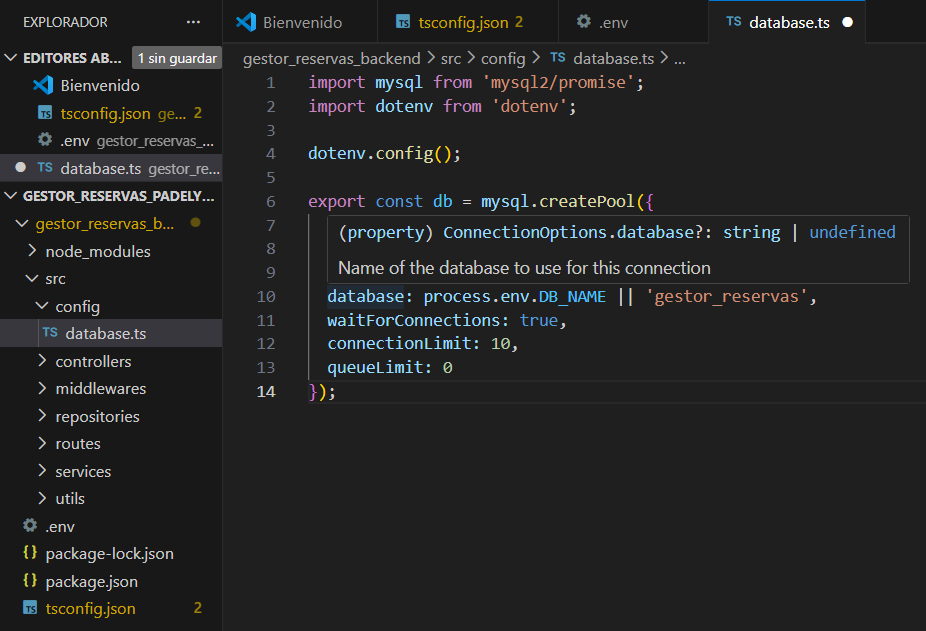 EXPLORADOR ...
EDITORES AB... 1 sin guardar
Bienvenido
tsconfig.json ge... 2
.env gestor_reservas_...
database.ts gestor_re...
GESTOR_RESERVAS_PADELY...
gestor_reservas_b...
node_modules
src
config
TS database.ts
controllers
middlewares
repositories
routes
services
utils
.env
{} package-lock.json
{} package.json
TS tsconfig.json 2
Bienvenido
TS tsconfig.json 2
.env
TS database.ts
gestor_reservas_backend > src > config > TS database.ts > ...
1 import mysql from 'mysql2/promise';
2 import dotenv from 'dotenv';
3
4 dotenv.config();
5
6 export const db = mysql.createPool({
7 (property) ConnectionOptions.database?: string | undefined
8
9 Name of the database to use for this connection
10 database: process.env.DB_NAME || 'gestor_reservas',
11 waitForConnections: true,
12 connectionLimit: 10,
13 queueLimit: 0
14 });